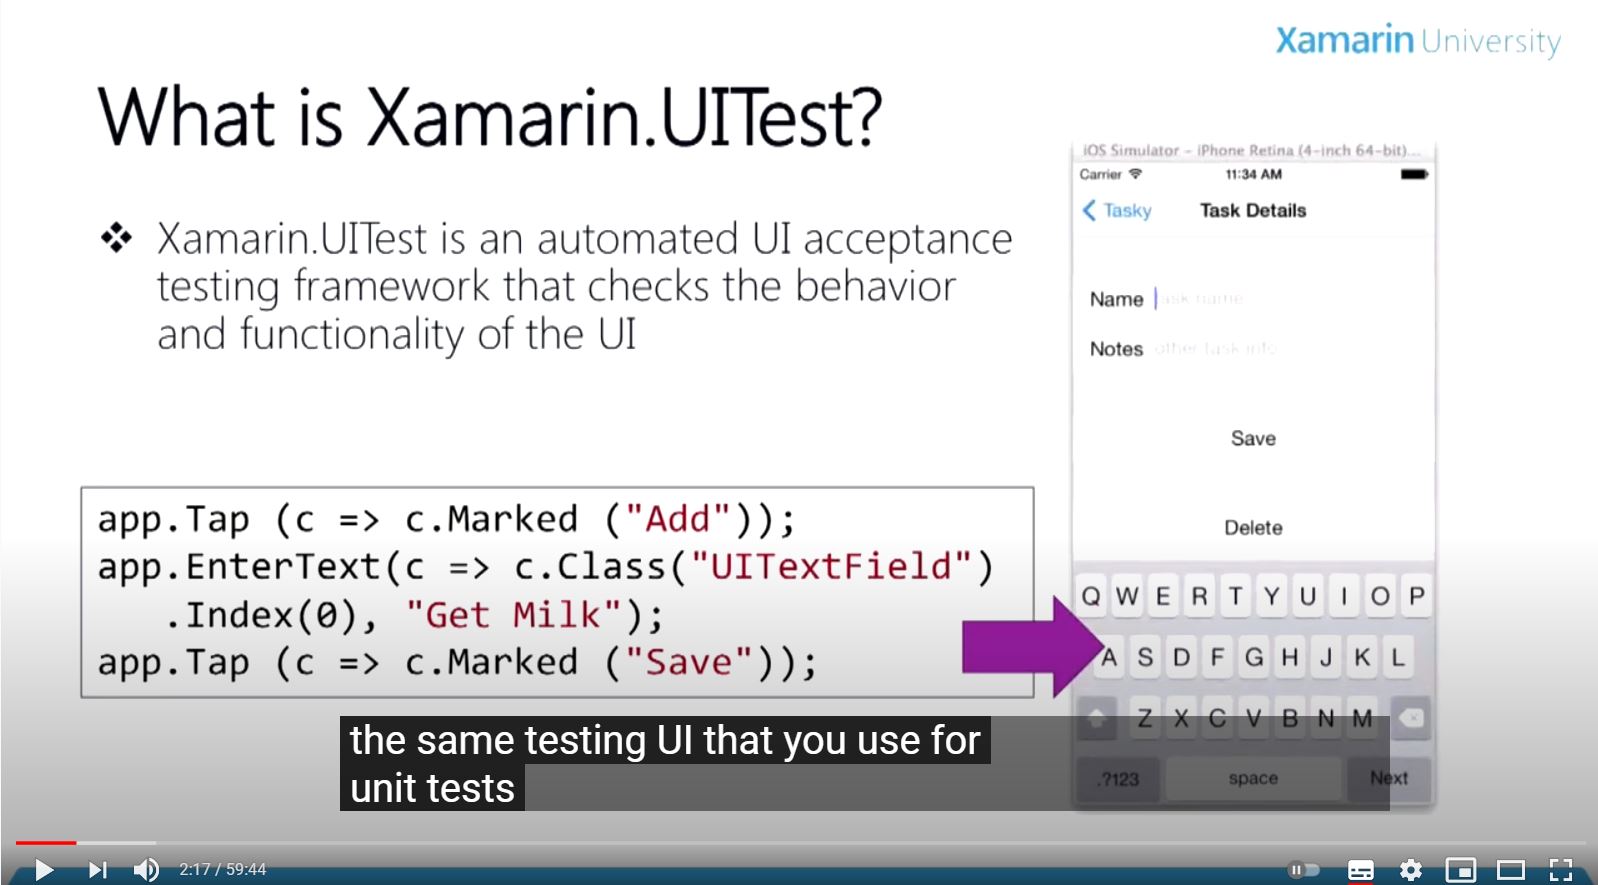 Xamarin University
What is Xamarin.UITest?
Xamarin.UITest is an automated UI acceptance
testing framework that checks the behavior
and functionality of the UI
app.Tap (c => c.Marked ("Add"));
app.EnterText(c => c.Class("UITextField")
.Index(0), "Get Milk");
app.Tap (c => c.Marked ("Save"));
iOS Simulator – iPhone Retina (4-inch 64-bit)...
Carrier 11:34 AM
Tasky Task Details
Name task name
Notes other task info
Save
Delete
Q W E R T Y U I O P
A S D F G H J K L
Z X C V B N M
.?123 space Next
the same testing UI that you use for
unit tests
2:17 / 59:44